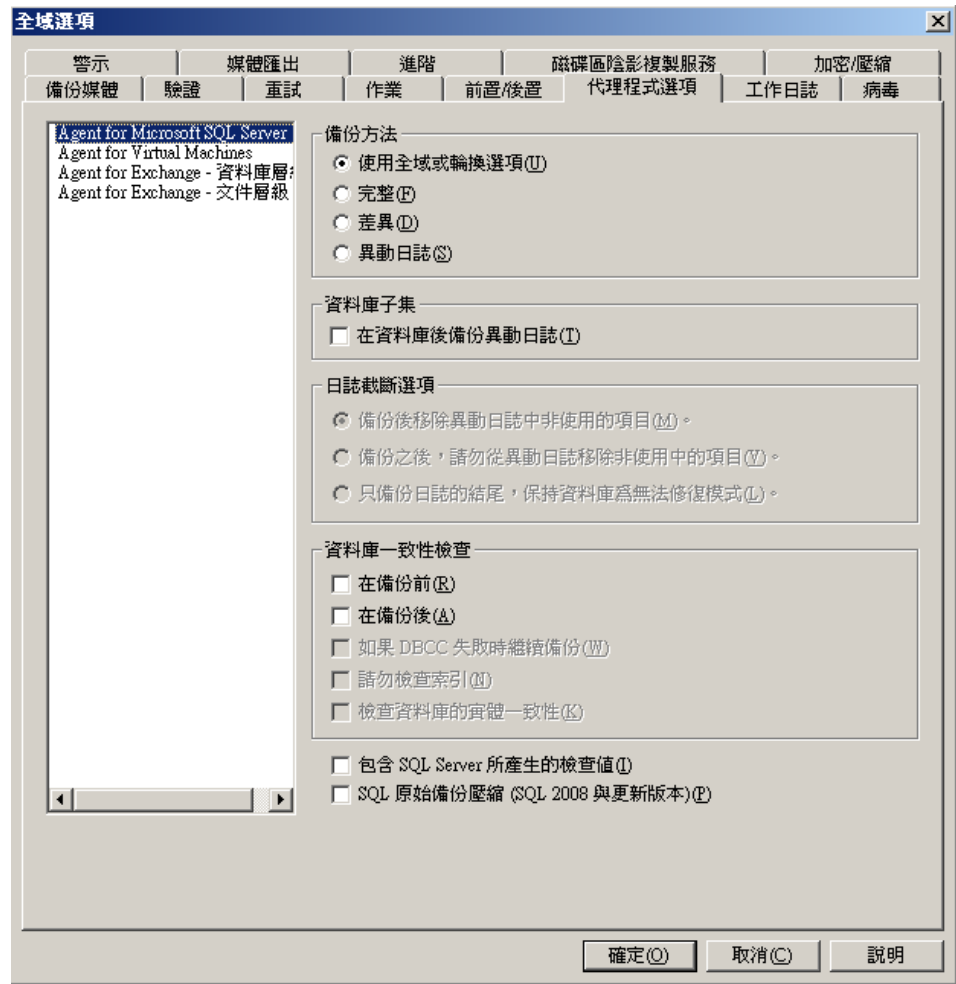 全域選項
警示
媒體匯出
進階
磁碟區陰影複製服務
加密/壓縮
備份媒體
驗證
重試
作業
前置/後置
代理程式選項
工作日誌
病毒
Agent for Microsoft SQL Server
Agent for Virtual Machines
Agent for Exchange - 資料庫層
Agent for Exchange - 文件層級
備份方法
使用全域或輪換選項(U)
完整(F)
差異(D)
異動日誌(S)
資料庫子集
在資料庫後備份異動日誌(T)
日誌截斷選項
備份後移除異動日誌中非使用的項目(M)。
備份之後，請勿從異動日誌移除非使用中的項目(V)。
只備份日誌的結尾，保持資料庫為無法修復模式(L)。
資料庫一致性檢查
在備份前(R)
在備份後(A)
如果 DBCC 失敗時繼續備份(W)
請勿檢查索引(N)
檢查資料庫的實體一致性(K)
包含 SQL Server 所產生的檢查值(I)
SQL 原始備份壓縮 (SQL 2008 與更新版本)(P)
確定(O)
取消(C)
說明